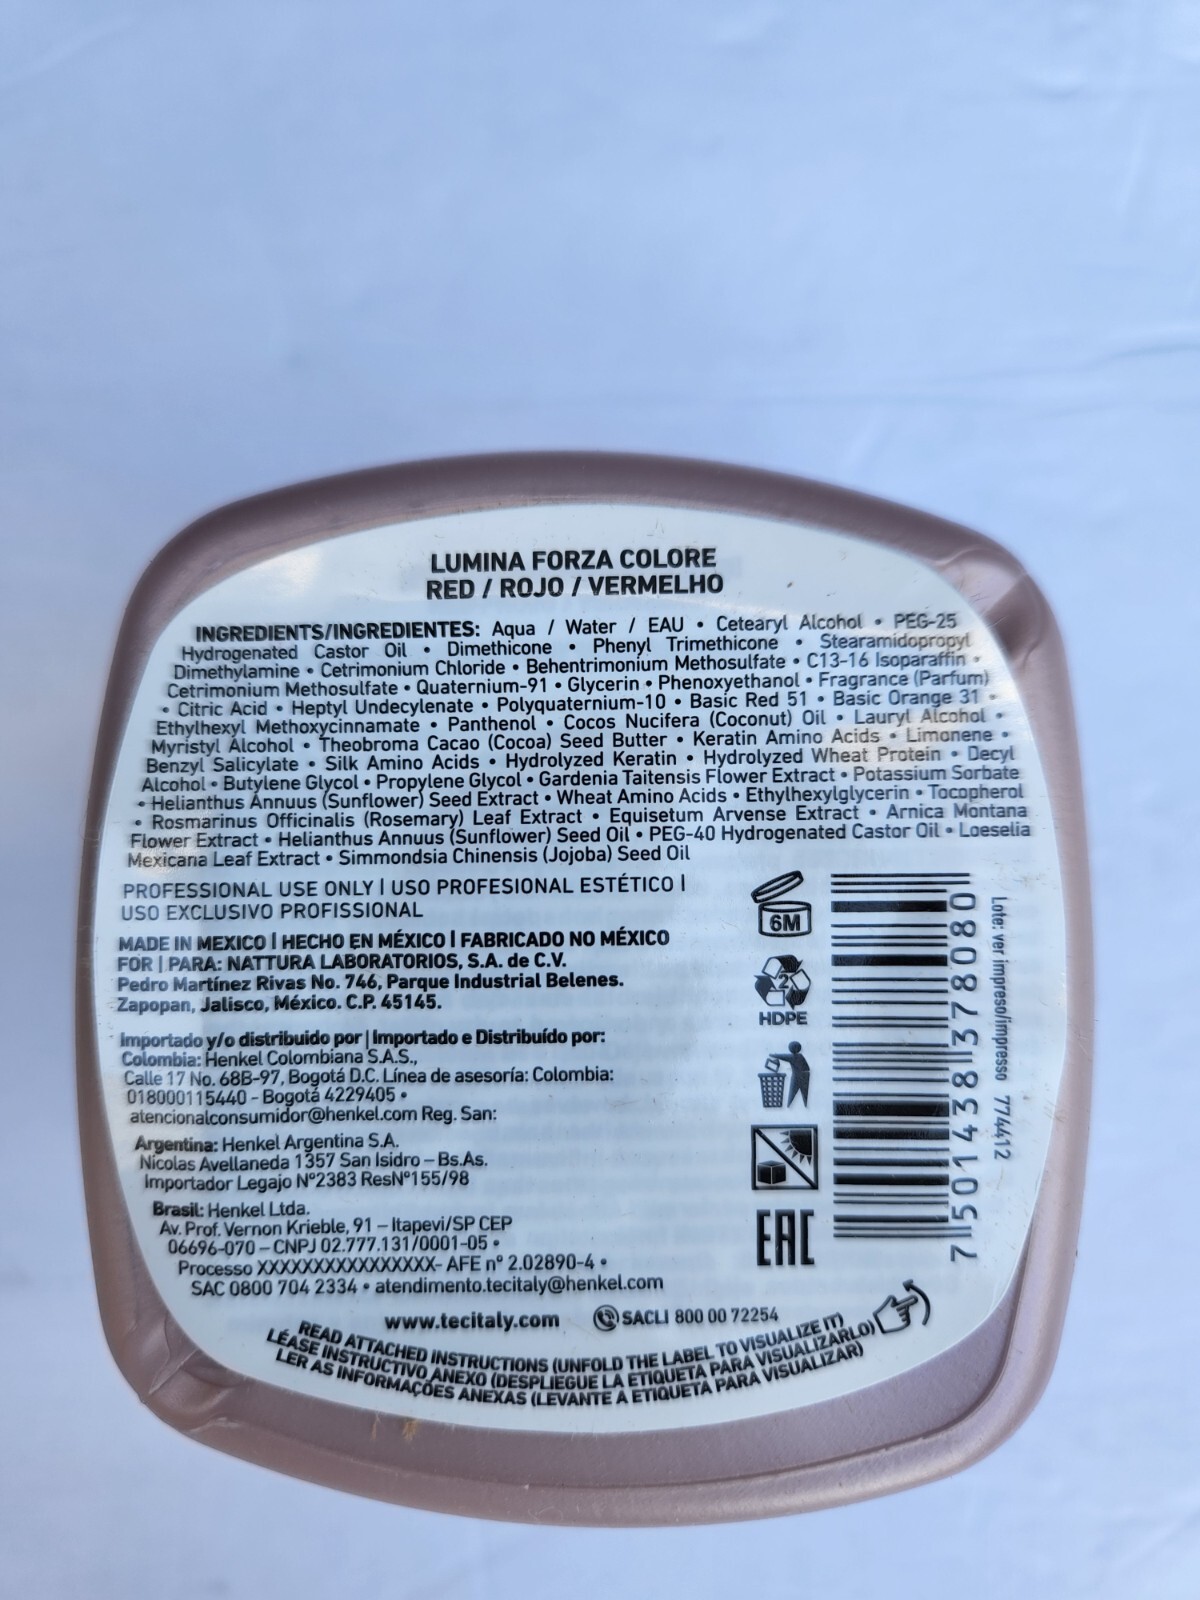 LUMINA FORZA COLORE
RED / ROJO / VERMELHO
INGREDIENTS/INGREDIENTES: Aqua / Water / EAU • Cetearyl Alcohol • PEG-25
Hydrogenated Castor Oil • Dimethicone • Phenyl Trimethicone • Stearamidopropyl
Dimethylamine • Cetrimonium Chloride • Behentrimonium Methosulfate • C13-16 Isoparaffin •
Cetrimonium Methosulfate • Quaternium-91 • Glycerin • Phenoxyethanol • Fragrance (Parfum)
• Citric Acid • Heptyl Undecylenate • Polyquaternium-10 • Basic Red 51 • Basic Orange 31 •
Ethylhexyl Methoxycinnamate • Panthenol • Cocos Nucifera (Coconut) Oil • Lauryl Alcohol •
Myristyl Alcohol • Theobroma Cacao (Cocoa) Seed Butter • Keratin Amino Acids • Limonene •
Benzyl Salicylate • Silk Amino Acids • Hydrolyzed Keratin • Hydrolyzed Wheat Protein • Decyl
Alcohol • Butylene Glycol • Propylene Glycol • Gardenia Taitensis Flower Extract • Potassium Sorbate
• Helianthus Annuus (Sunflower) Seed Extract • Wheat Amino Acids • Ethylhexylglycerin • Tocopherol
• Rosmarinus Officinalis (Rosemary) Leaf Extract • Equisetum Arvense Extract • Arnica Montana
Flower Extract • Helianthus Annuus (Sunflower) Seed Oil • PEG-40 Hydrogenated Castor Oil • Loeselia
Mexicana Leaf Extract • Simmondsia Chinensis (Jojoba) Seed Oil
PROFESSIONAL USE ONLY | USO PROFESIONAL ESTÉTICO |
USO EXCLUSIVO PROFISSIONAL
MADE IN MEXICO | HECHO EN MÉXICO | FABRICADO NO MÉXICO
FOR | PARA: NATTURA LABORATORIOS, S.A. de C.V.
Pedro Martínez Rivas No. 746, Parque Industrial Belenes.
Zapopan, Jalisco, México. C.P. 45145.
Importado y/o distribuido por | Importado e Distribuído por:
Colombia: Henkel Colombiana S.A.S.,
Calle 17 No. 68B-97, Bogotá D.C. Línea de asesoría: Colombia:
018000115440 - Bogotá 4229405 •
atencionalconsumidor@henkel.com Reg. San:
Argentina: Henkel Argentina S.A.
Nicolas Avellaneda 1357 San Isidro – Bs.As.
Importador Legajo N°2383 ResN°155/98
Brasil: Henkel Ltda.
Av. Prof. Vernon Krieble, 91 – Itapevi/SP CEP
06696-070 – CNPJ 02.777.131/0001-05 •
Processo XXXXXXXXXXXXXXXX- AFE nº 2.02890-4 •
SAC 0800 704 2334 • atendimento.tecitaly@henkel.com
www.tecitaly.com SACLI 800 00 72254
READ ATTACHED INSTRUCTIONS (UNFOLD THE LABEL TO VISUALIZE IT)
LÉASE INSTRUCTIVO ANEXO (DESPLIEGUE LA ETIQUETA PARA VISUALIZARLO)
LER AS INFORMAÇÕES ANEXAS (LEVANTE A ETIQUETA PARA VISUALIZAR)
6M
2
HDPE
EAC
7 501438 378080
Lote: ver impreso/impresso 774412